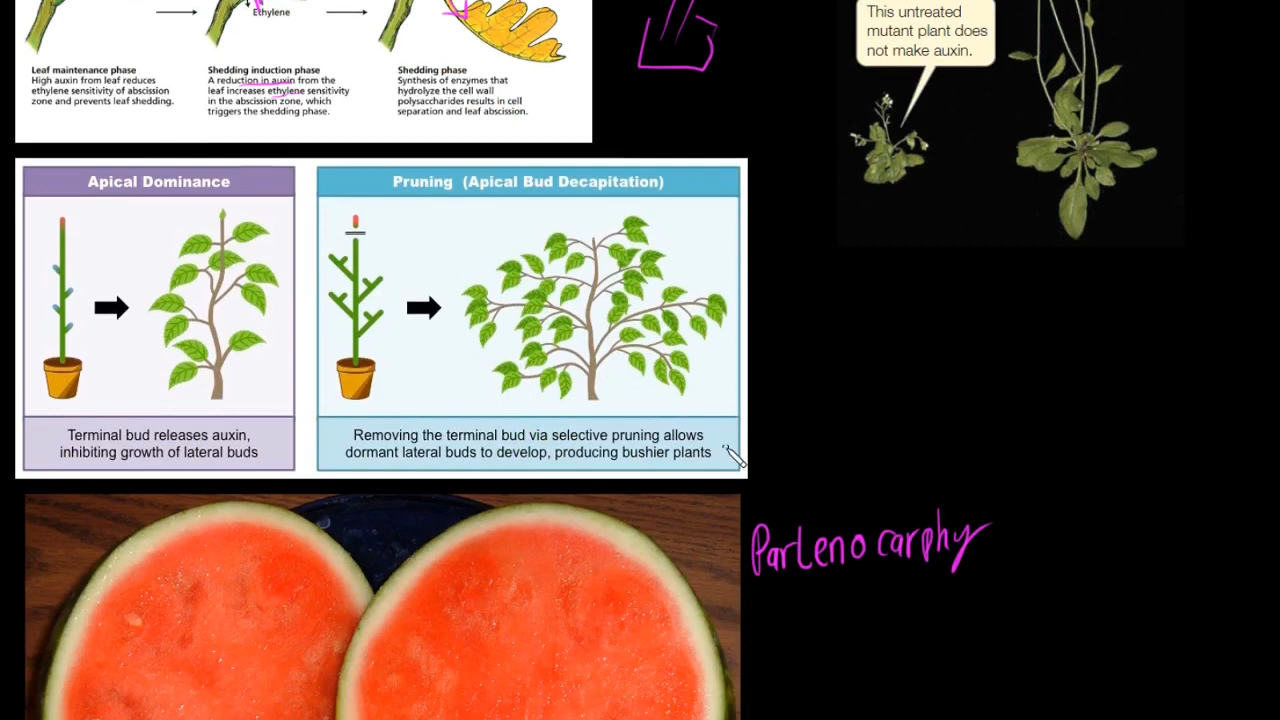 Ethylene
Leaf maintenance phase
High auxin from leaf reduces
ethylene sensitivity of abscission
zone and prevents leaf shedding.
Shedding induction phase
A reduction in auxin from the
leaf increases ethylene sensitivity
in the abscission zone, which
triggers the shedding phase.
Shedding phase
Synthesis of enzymes that
hydrolyze the cell wall
polysaccharides results in cell
separation and leaf abscission.
This untreated
mutant plant does
not make auxin.
Apical Dominance
Terminal bud releases auxin,
inhibiting growth of lateral buds
Pruning (Apical Bud Decapitation)
Removing the terminal bud via selective pruning allows
dormant lateral buds to develop, producing bushier plants
Parleno carphy